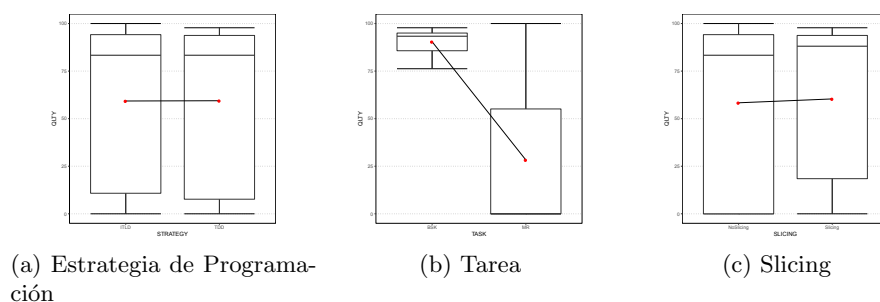 100
75
50
25
0
QLTY
ITLD
TDD
STRATEGY
100
75
50
25
0
QLTY
BSK
MR
TASK
100
75
50
25
0
QLTY
NoSlicing
Slicing
SLICING
(a) Estrategia de Programa-
ción
(b) Tarea
(c) Slicing